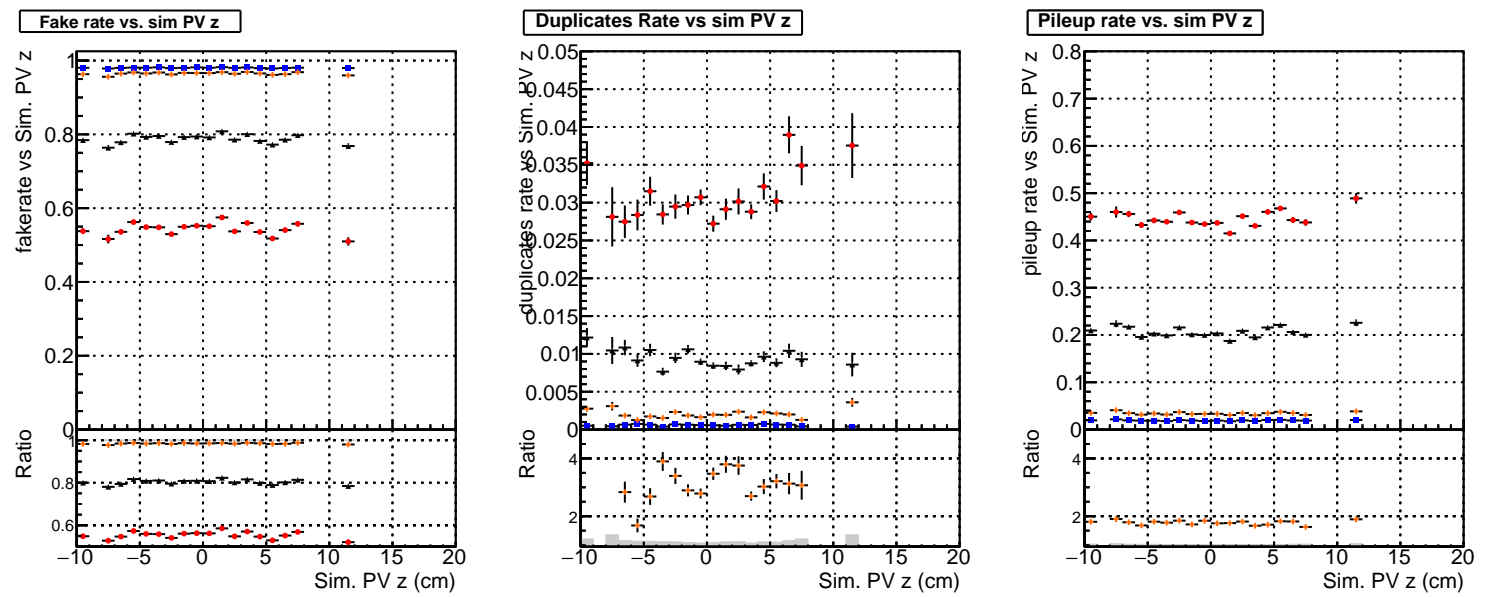 Fake rate vs. sim PV z
fakerate vs Sim. PV z
1
0.8
0.6
0.4
0.2
0
Ratio
1
0.8
0.6
−10 −5 0 5 10 15 20
Sim. PV z (cm)
Duplicates Rate vs sim PV z
duplicates rate vs Sim. PV z
0.05
0.045
0.04
0.035
0.03
0.025
0.02
0.015
0.01
0.005
0
Ratio
4
2
−10 −5 0 5 10 15 20
Sim. PV z (cm)
Pileup rate vs. sim PV z
pileup rate vs Sim. PV z
0.8
0.7
0.6
0.5
0.4
0.3
0.2
0.1
0
Ratio
4
2
−10 −5 0 5 10 15 20
Sim. PV z (cm)